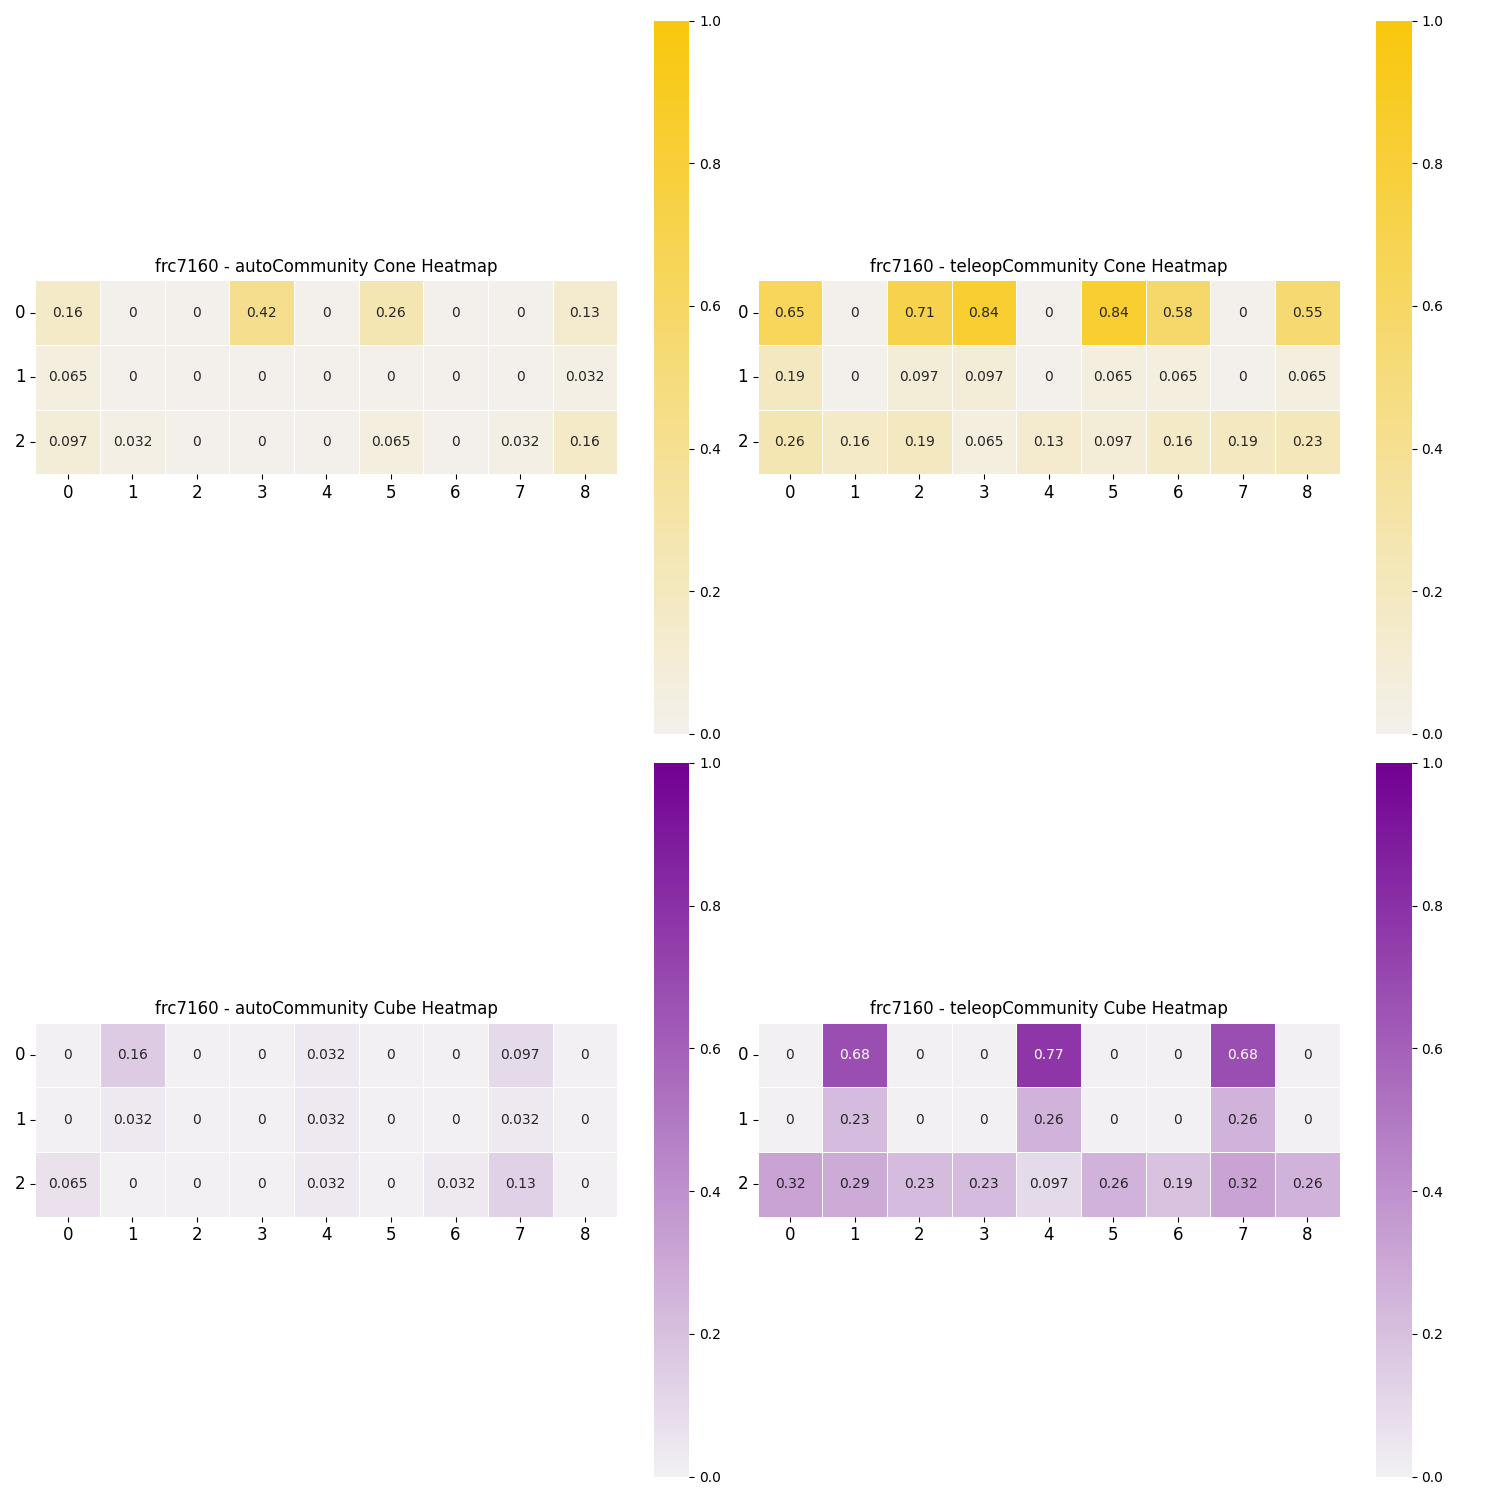 frc7160 - autoCommunity Cone Heatmap
0 0.16 0 0 0.42 0 0.26 0 0 0.13
1 0.065 0 0 0 0 0 0 0 0.032
2 0.097 0.032 0 0 0 0.065 0 0.032 0.16
0 1 2 3 4 5 6 7 8
1.0
0.8
0.6
0.4
0.2
0.0
frc7160 - teleopCommunity Cone Heatmap
0 0.65 0 0.71 0.84 0 0.84 0.58 0 0.55
1 0.19 0 0.097 0.097 0 0.065 0.065 0 0.065
2 0.26 0.16 0.19 0.065 0.13 0.097 0.16 0.19 0.23
0 1 2 3 4 5 6 7 8
1.0
0.8
0.6
0.4
0.2
0.0
frc7160 - autoCommunity Cube Heatmap
0 0 0.16 0 0 0.032 0 0 0.097 0
1 0 0.032 0 0 0.032 0 0 0.032 0
2 0.065 0 0 0 0.032 0 0.032 0.13 0
0 1 2 3 4 5 6 7 8
1.0
0.8
0.6
0.4
0.2
0.0
frc7160 - teleopCommunity Cube Heatmap
0 0 0.68 0 0 0.77 0 0 0.68 0
1 0 0.23 0 0 0.26 0 0 0.26 0
2 0.32 0.29 0.23 0.23 0.097 0.26 0.19 0.32 0.26
0 1 2 3 4 5 6 7 8
1.0
0.8
0.6
0.4
0.2
0.0